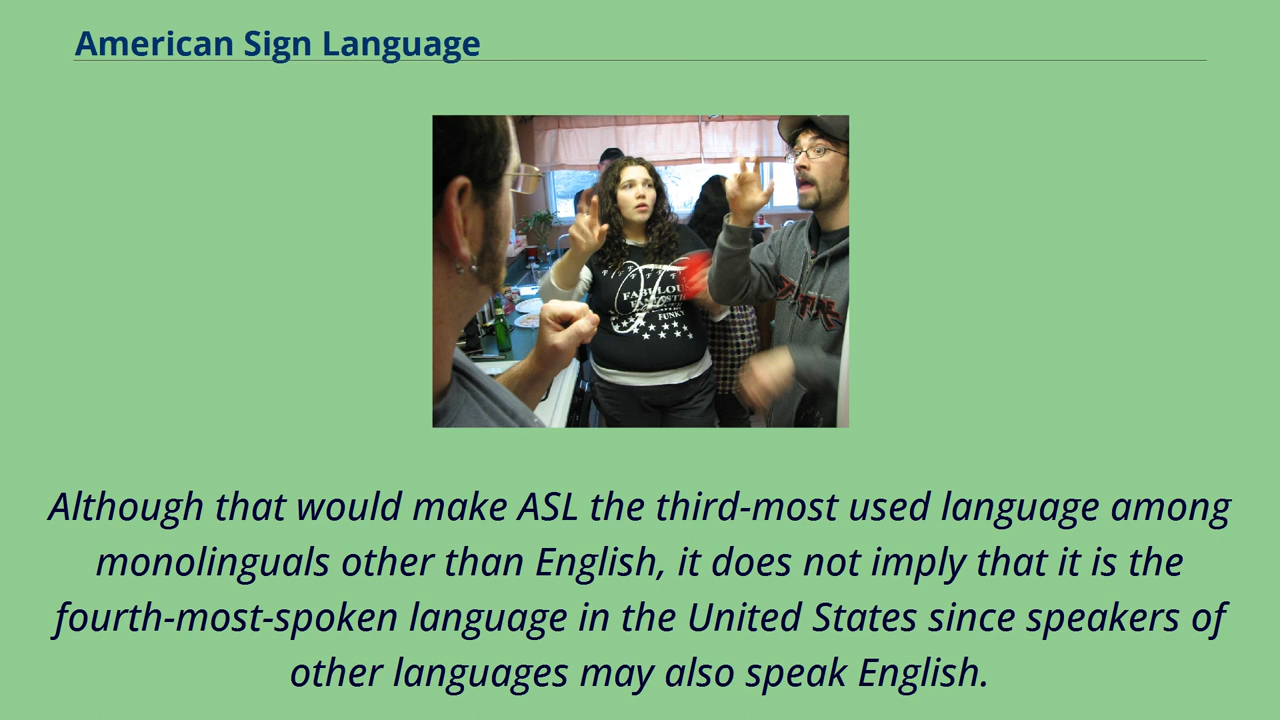 American Sign Language
FABULOUS
FUNKY
Although that would make ASL the third-most used language among
monolinguals other than English, it does not imply that it is the
fourth-most-spoken language in the United States since speakers of
other languages may also speak English.